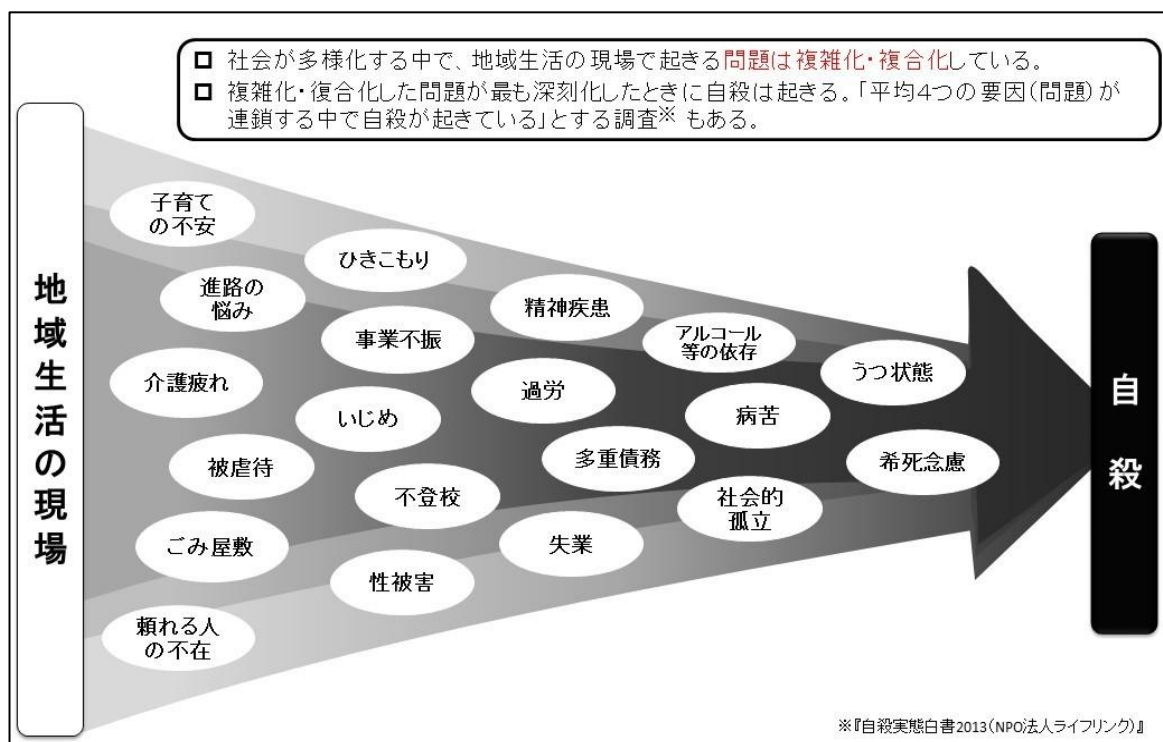 □ 社会が多様化する中で、地域生活の現場で起きる問題は複雑化・複合化している。
□ 複雑化・復合化した問題が最も深刻化したときに自殺は起きる。「平均4つの要因(問題)が
連鎖する中で自殺が起きている」とする調査※ もある。
地域生活の現場
子育て
の不安
進路の
悩み
介護疲れ
被虐待
ごみ屋敷
頼れる人
の不在
ひきこもり
事業不振
いじめ
不登校
性被害
精神疾患
過労
多重債務
失業
アルコール
等の依存
病苦
社会的
孤立
うつ状態
希死念慮
自殺
※『自殺実態白書2013(NPO法人ライフリンク)』